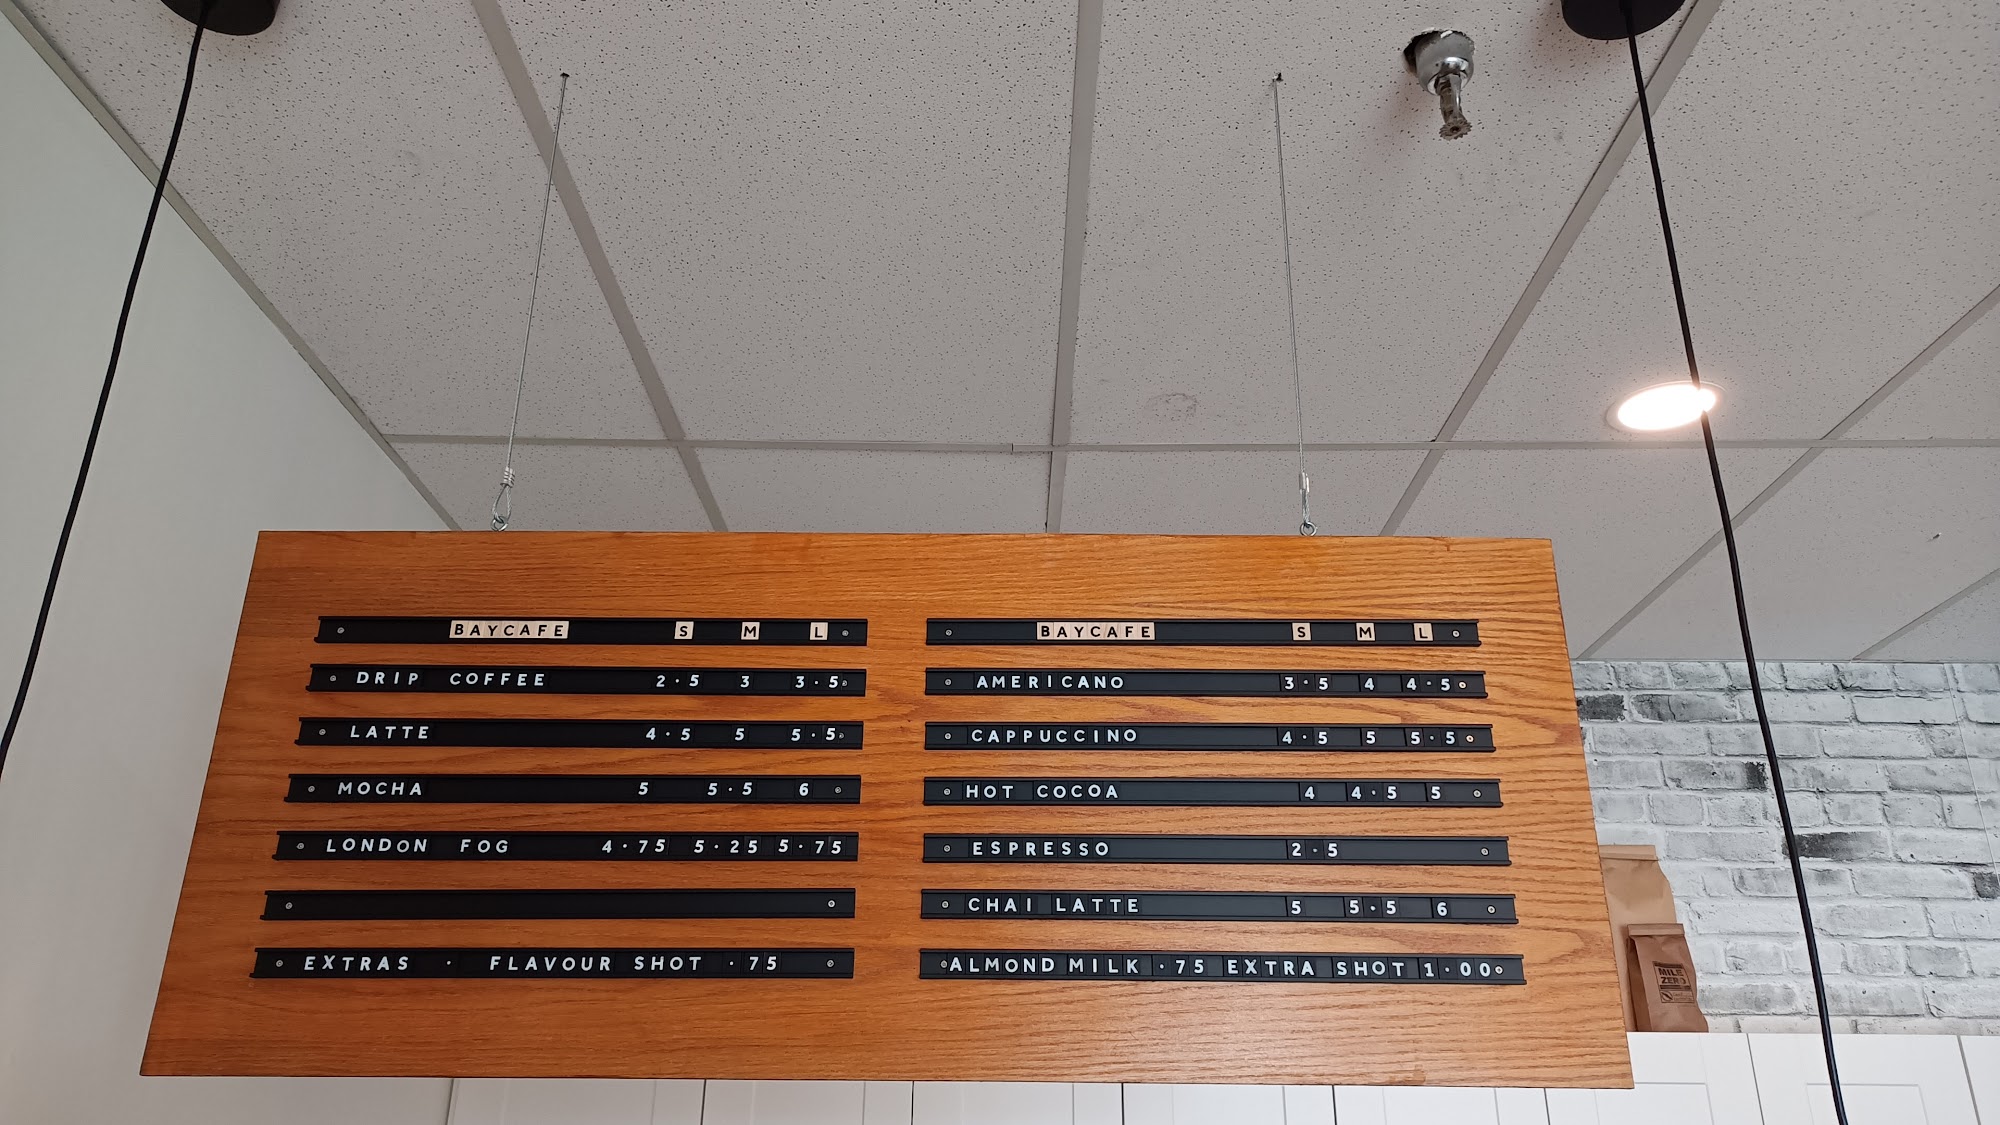 BAYCAFE S M L
DRIP COFFEE 2.5 3 3.5
LATTE 4.5 5 5.5
MOCHA 5 5.5 6
LONDON FOG 4.75 5.25 5.75
EXTRAS · FLAVOUR SHOT .75
BAYCAFE S M L
AMERICANO 3.5 4 4.5
CAPPUCCINO 4.5 5 5.5
HOT COCOA 4 4.5 5
ESPRESSO 2.5
CHAI LATTE 5 5.5 6
ALMOND MILK .75 EXTRA SHOT 1.00
MILE
ZERO